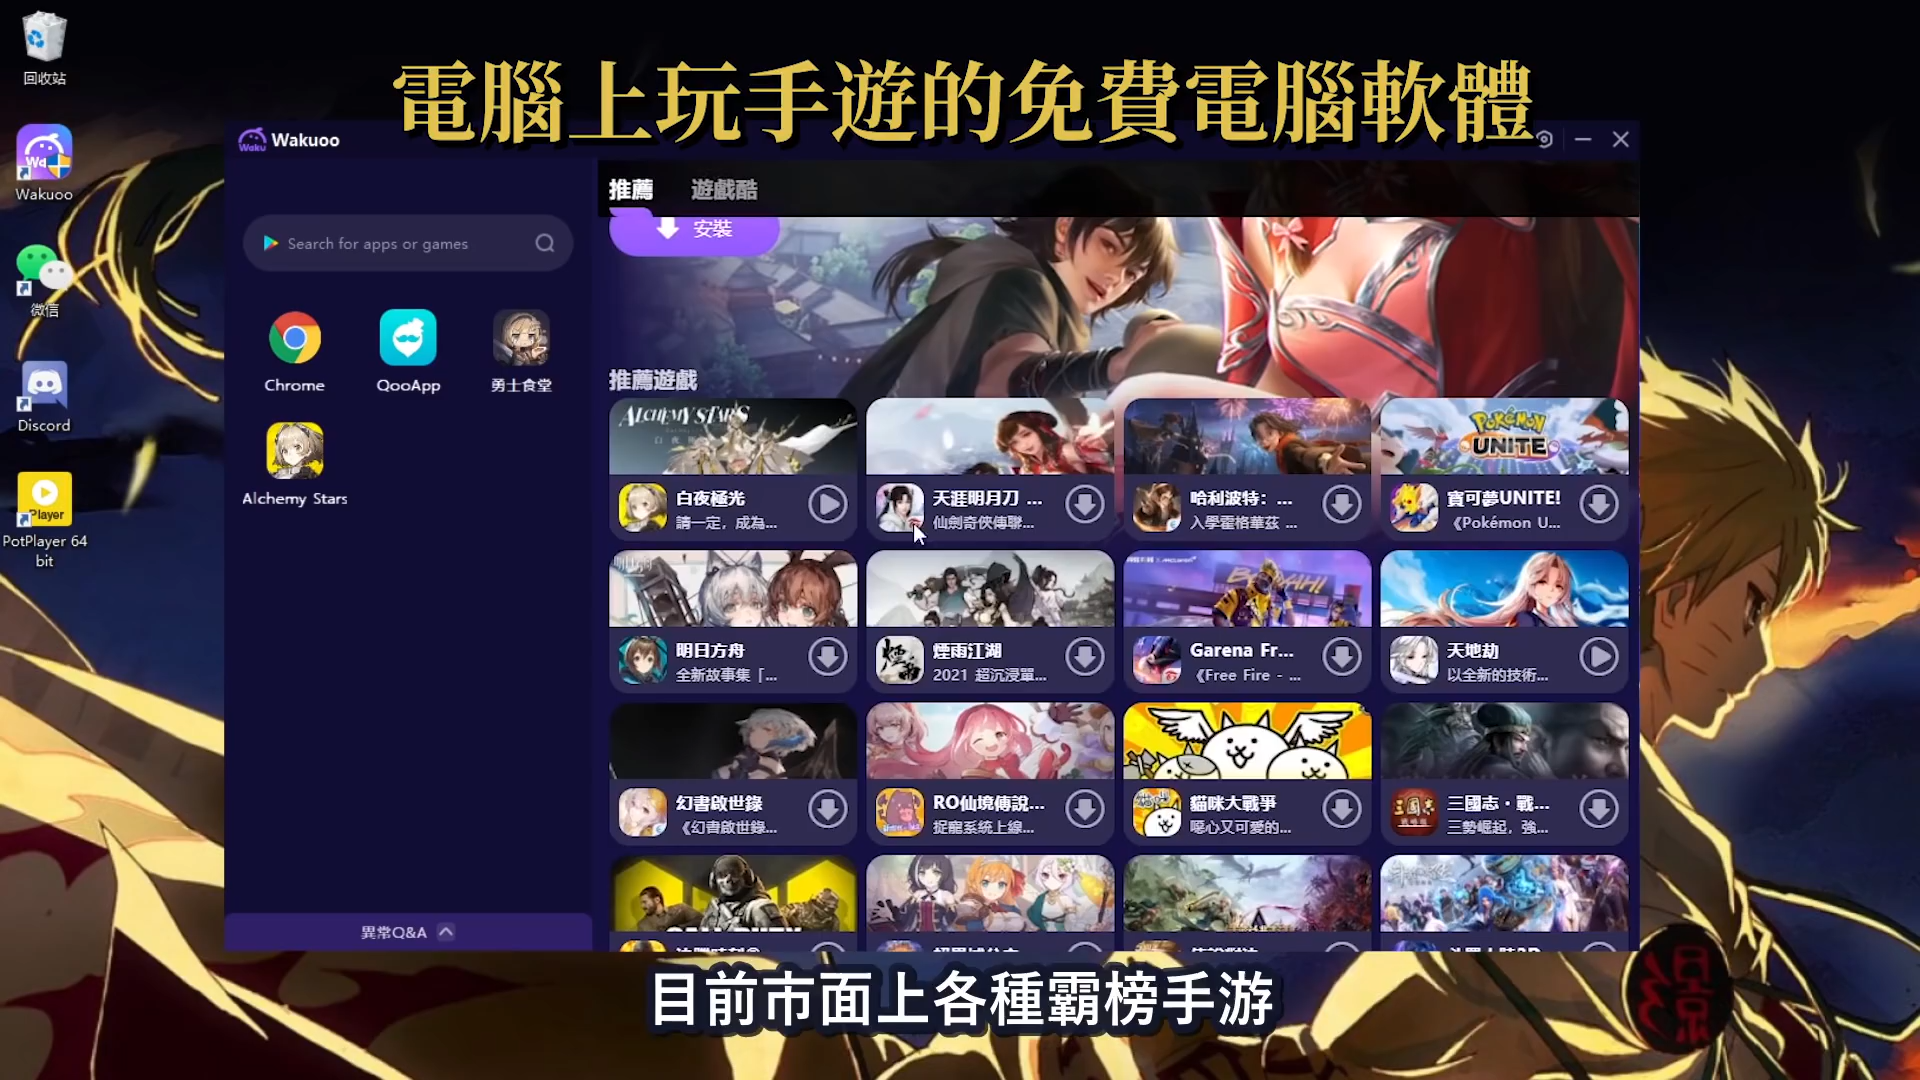 電腦上玩手遊的免費電腦軟體
回收站
Wakuoo
微信
Discord
Player
PotPlayer 64
bit
Waku
Wakuoo
Search for apps or games
Chrome
QooApp
勇士食堂
Alchemy Stars
異常Q&A
推薦
遊戲酷
安裝
推薦遊戲
ALCHEMY STARS
白夜極光
請一定，成為...
天涯明月刀 ...
仙劍奇俠傳聯...
哈利波特：...
入學霍格華茲 ...
POKÉMON
UNITE
寶可夢UNITE!
《Pokémon U...
明日方舟
全新故事集「...
煙雨江湖
2021 超沉浸單...
BOOYAH!
Garena Fr...
《Free Fire - ...
天地劫
以全新的技術...
幻書啟世錄
《幻書啟世錄...
RO仙境傳說...
捉寵系統上線...
貓咪大戰爭
噁心又可愛的...
三國志・戰...
三勢崛起，強...
目前市面上各種霸榜手游